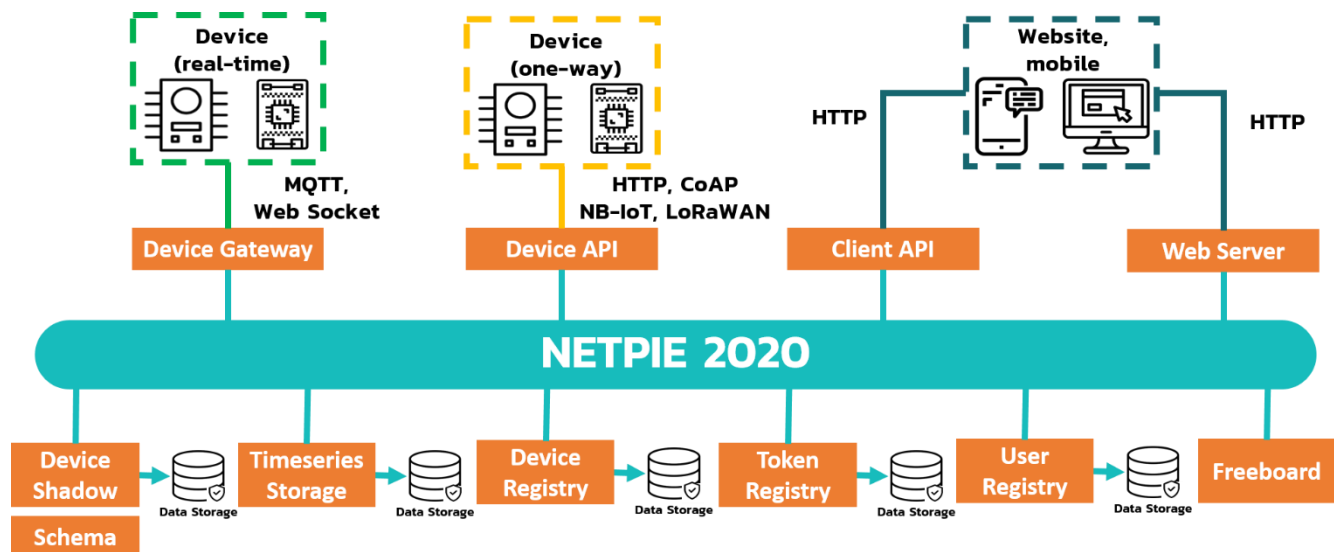 Device
(real-time)
Device
(one-way)
Website,
mobile
HTTP
HTTP
MQTT,
Web Socket
HTTP, CoAP
NB-IoT, LoRaWAN
Device Gateway
Device API
Client API
Web Server
NETPIE 2020
Device
Shadow
Data Storage
Timeseries
Storage
Data Storage
Device
Registry
Data Storage
Token
Registry
Data Storage
User
Registry
Data Storage
Freeboard
Schema